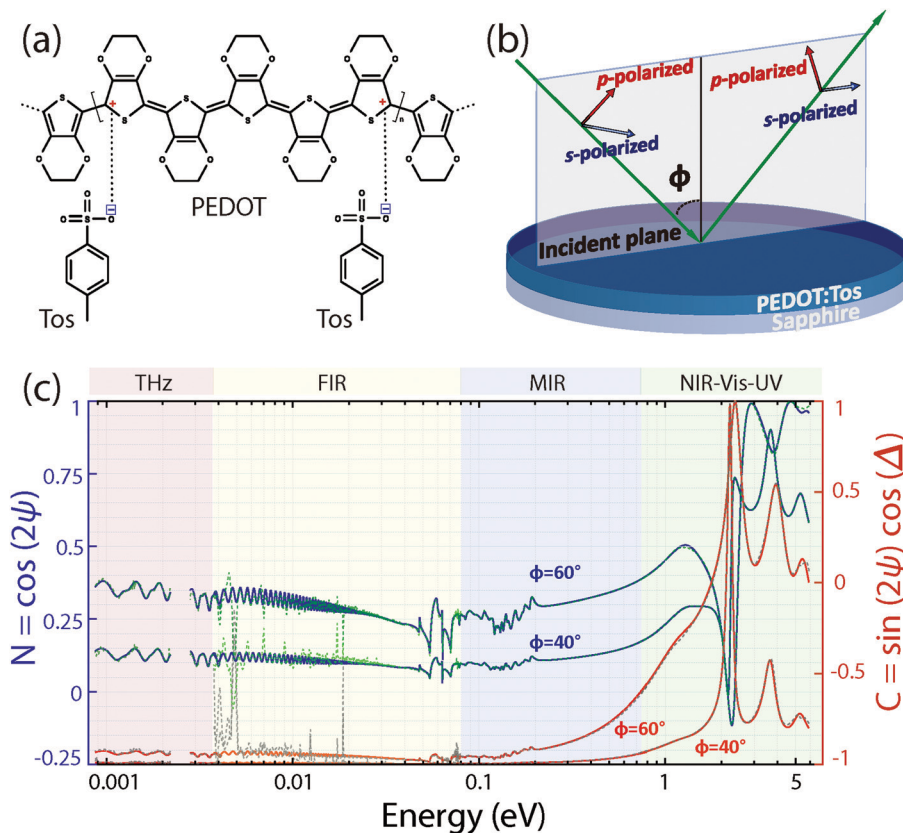 (a)
S
S
S
S
S
S
O
O
O
O
O
O
O
O
O
O
O
O
+
+
[
]n
PEDOT
O
O=S-O
−
O
O=S-O
−
Tos
Tos
(b)
p-polarized
p-polarized
s-polarized
s-polarized
ϕ
Incident plane
PEDOT:Tos
Sapphire
(c)
THz
FIR
MIR
NIR-Vis-UV
N = cos (2ψ)
1
0.75
0.5
0.25
0
-0.25
ϕ=60°
ϕ=40°
ϕ=60°
ϕ=40°
1
0.5
0
-0.5
-1
C = sin (2ψ) cos (Δ)
0.001
0.01
0.1
1
5
Energy (eV)